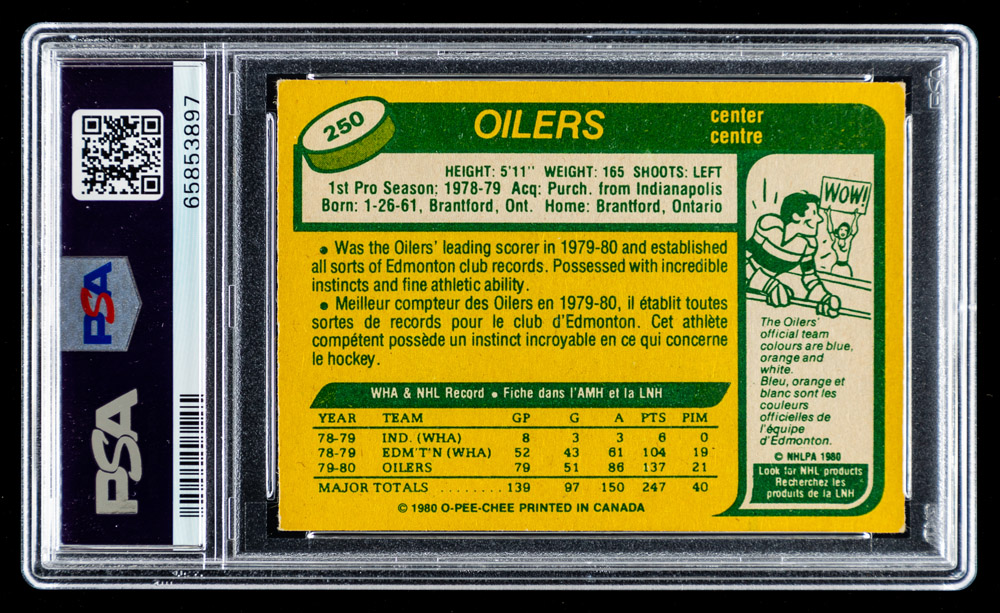 65853897
PSA
PSA
250
OILERS
center
centre
HEIGHT: 5'11" WEIGHT: 165 SHOOTS: LEFT
1st Pro Season; 1978-79 Acq: Purch. from Indianapolis
Born: 1-26-61, Brantford, Ont. Home: Brantford, Ontario
• Was the Oilers' leading scorer in 1979-80 and established
all sorts of Edmonton club records. Possessed with incredible
instincts and fine athletic ability.
• Meilleur compteur des Oilers en 1979-80, il établit toutes
sortes de records pour le club d'Edmonton. Cet athlète
compétent possède un instinct incroyable en ce qui concerne
le hockey.
WHA & NHL Record • Fiche dans l'AMH et la LNH
YEAR TEAM GP G A PTS PIM
78-79 IND. (WHA) 8 3 3 6 0
78-79 EDM'T'N (WHA) 52 43 61 104 19
79-80 OILERS 79 51 86 137 21
MAJOR TOTALS ........ 139 97 150 247 40
© 1980 O-PEE-CHEE PRINTED IN CANADA
WOW!
The Oilers'
official team
colours are blue,
orange and
white.
Bleu, orange et
blanc sont les
couleurs
officielles de
l'équipe
d'Edmonton.
© NHLPA 1980
Look for NHL products
Recherchez les
produits de la LNH